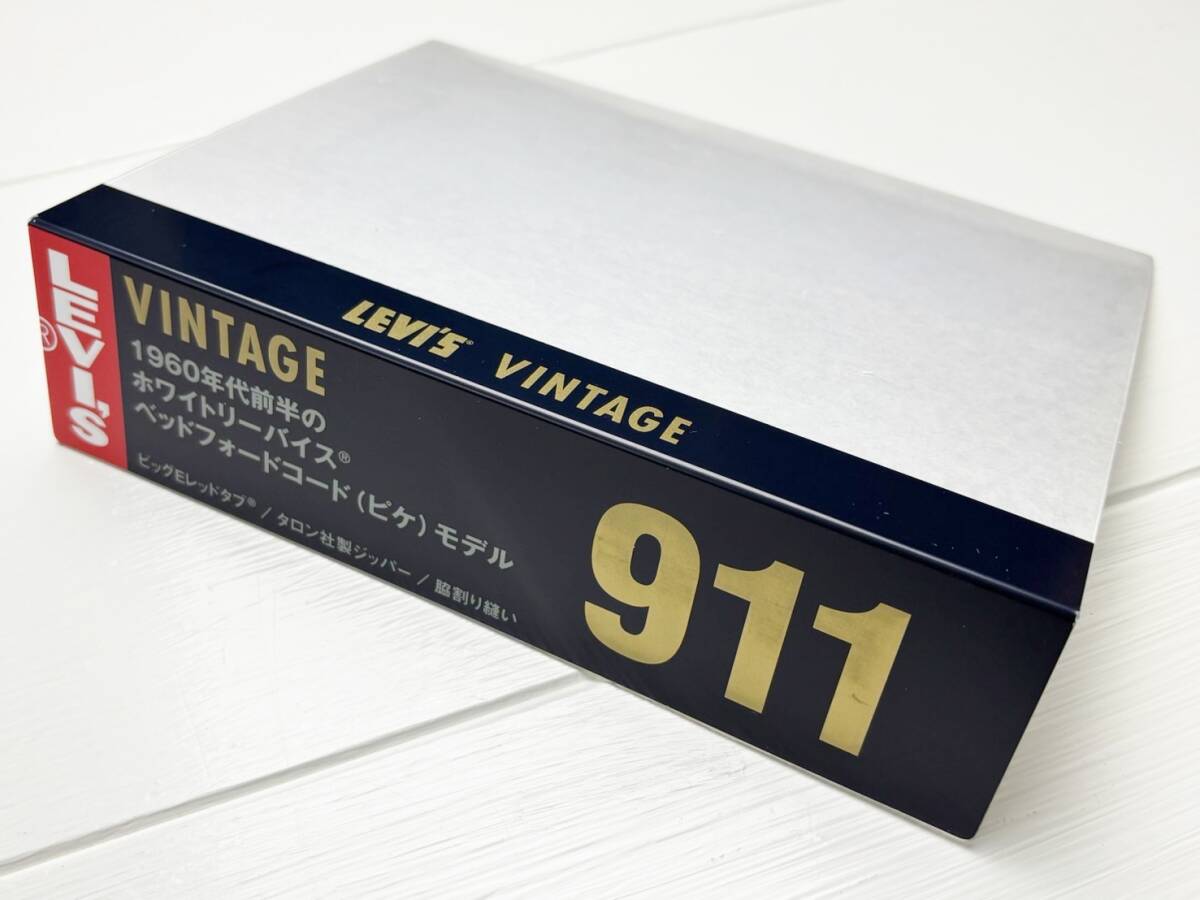 LEVI'S® VINTAGE
LEVI'S®
VINTAGE
1960年代前半の
ホワイトリーバイス®
ベッドフォードコード(ピケ)モデル
ビッグEレッドタブ® / タロン社製ジッパー / 脇割り縫い
911